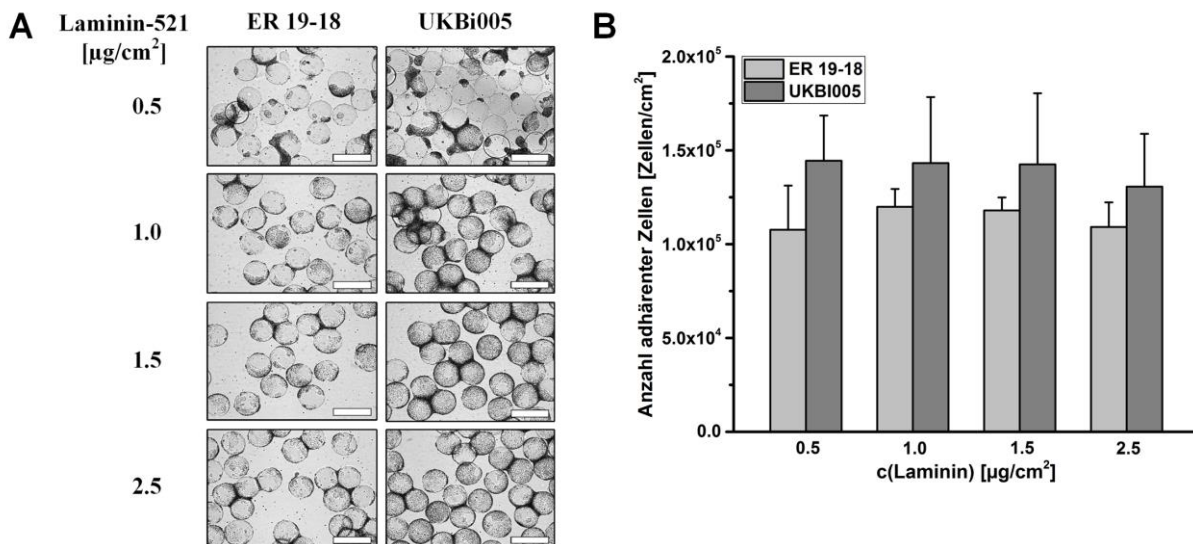 A
Laminin-521
[µg/cm²]
ER 19-18
UKBi005
0.5
1.0
1.5
2.5
B
Anzahl adhärenter Zellen [Zellen/cm²]
2.0x10⁵
1.5x10⁵
1.0x10⁵
5.0x10⁴
0.0
ER 19-18
UKBI005
0.5 1.0 1.5 2.5
c(Laminin) [µg/cm²]